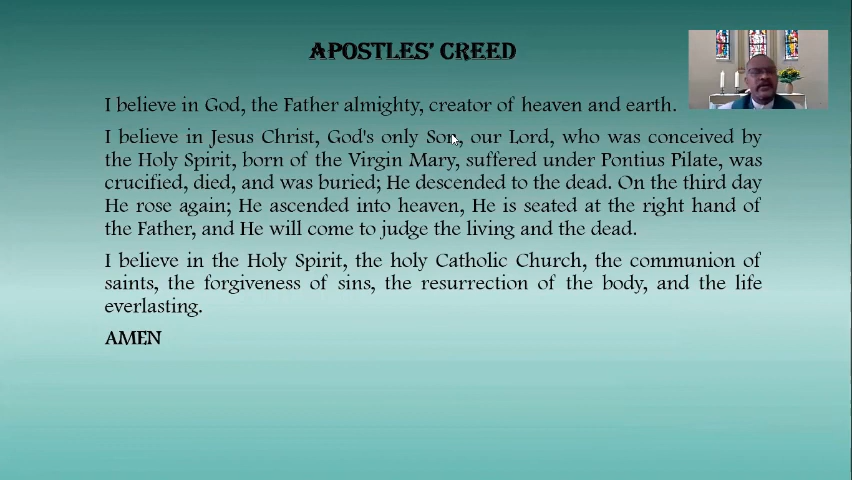 APOSTLES' CREED
I believe in God, the Father almighty, creator of heaven and earth.
I believe in Jesus Christ, God's only Son, our Lord, who was conceived by
the Holy Spirit, born of the Virgin Mary, suffered under Pontius Pilate, was
crucified, died, and was buried; He descended to the dead. On the third day
He rose again; He ascended into heaven, He is seated at the right hand of
the Father, and He will come to judge the living and the dead.
I believe in the Holy Spirit, the holy Catholic Church, the communion of
saints, the forgiveness of sins, the resurrection of the body, and the life
everlasting.
AMEN